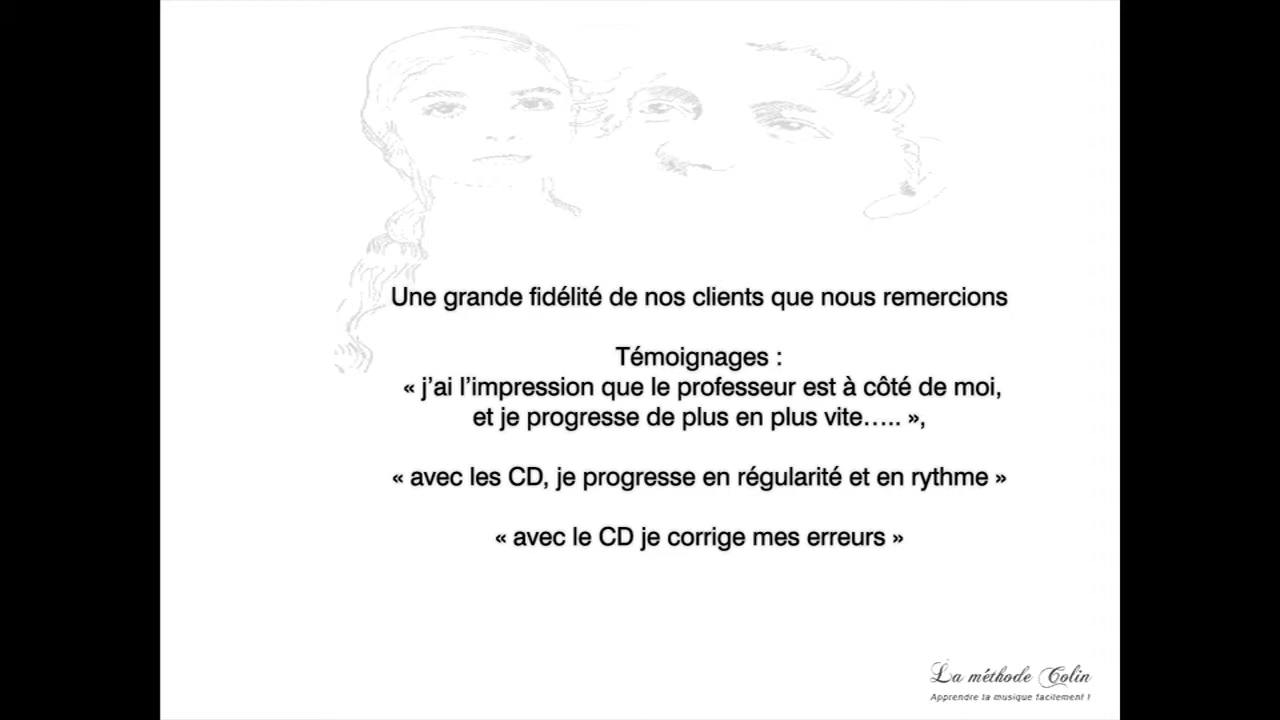 Une grande fidélité de nos clients que nous remercions
Témoignages :
« j’ai l’impression que le professeur est à côté de moi,
et je progresse de plus en plus vite….. »,
« avec les CD, je progresse en régularité et en rythme »
« avec le CD je corrige mes erreurs »
La méthode Colin
Apprendre la musique facilement !